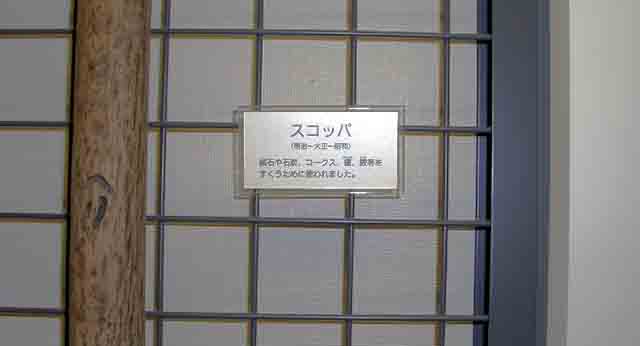 スコッパ
(明治~大正~昭和)
鉱石や石炭、コークス、
すくうために使われました。